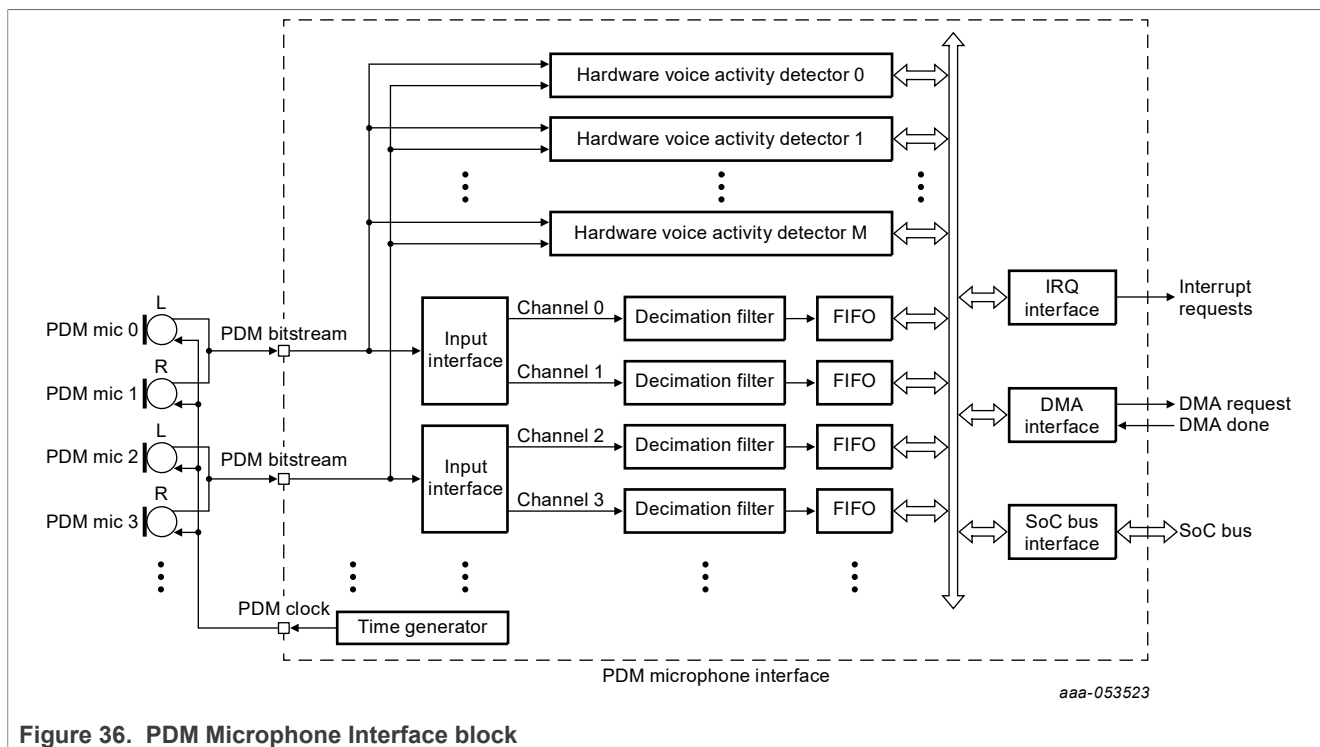 Hardware voice activity detector 0
Hardware voice activity detector 1
Hardware voice activity detector M
L
PDM mic 0
R
PDM mic 1
L
PDM mic 2
R
PDM mic 3
PDM bitstream
PDM bitstream
Input
interface
Input
interface
Channel 0
Channel 1
Channel 2
Channel 3
Decimation filter
Decimation filter
Decimation filter
Decimation filter
FIFO
FIFO
FIFO
FIFO
IRQ
interface
Interrupt
requests
DMA
interface
DMA request
DMA done
SoC bus
interface
SoC bus
PDM clock
Time generator
PDM microphone interface
aaa-053523
Figure 36. PDM Microphone Interface block